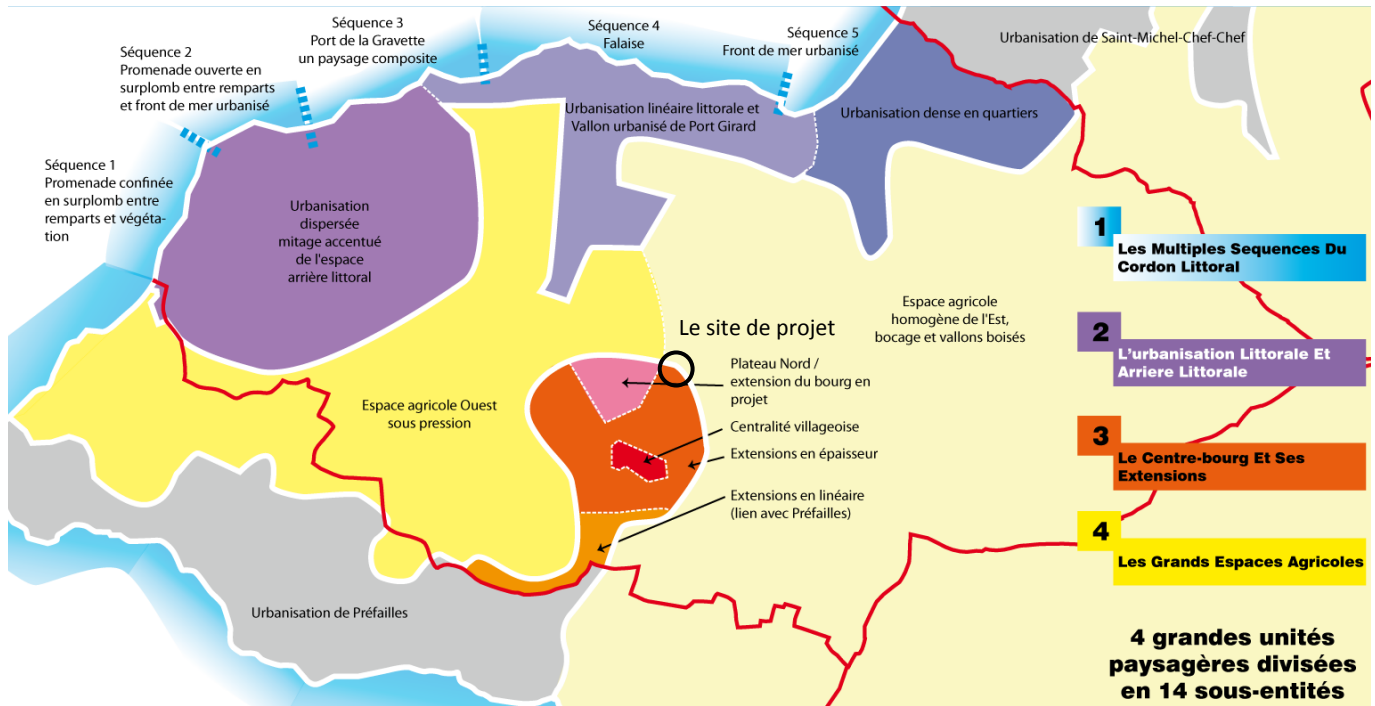 Séquence 1
Promenade confinée
en surplomb entre
remparts et végéta-
tion
Séquence 2
Promenade ouverte en
surplomb entre remparts
et front de mer urbanisé
Séquence 3
Port de la Gravette
un paysage composite
Séquence 4
Falaise
Séquence 5
Front de mer urbanisé
Urbanisation de Saint-Michel-Chef-Chef
Urbanisation linéaire littorale et
Vallon urbanisé de Port Girard
Urbanisation dense en quartiers
Urbanisation
dispersée
mitage accentué
de l'espace
arrière littoral
Espace agricole
homogène de l'Est,
bocage et vallons boisés
Le site de projet
Plateau Nord /
extension du bourg en
projet
Centralité villageoise
Extensions en épaisseur
Extensions en linéaire
(lien avec Préfailles)
Espace agricole Ouest
sous pression
Urbanisation de Préfailles
1
Les Multiples Sequences Du
Cordon Littoral
2
L'urbanisation Littorale Et
Arriere Littorale
3
Le Centre-bourg Et Ses
Extensions
4
Les Grands Espaces Agricoles
4 grandes unités
paysagères divisées
en 14 sous-entités